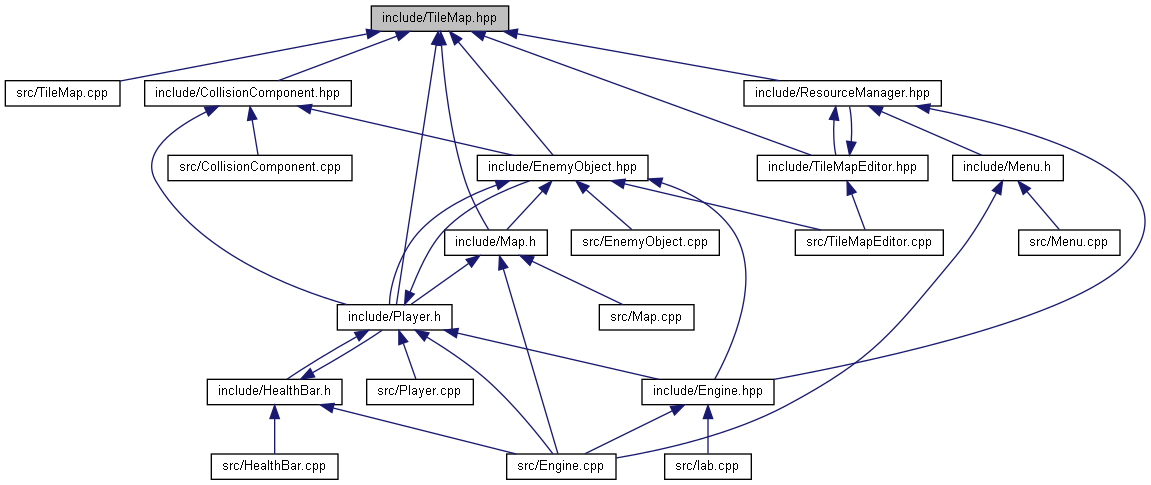 include/TileMap.hpp
src/TileMap.cpp
include/CollisionComponent.hpp
include/ResourceManager.hpp
src/CollisionComponent.cpp
include/EnemyObject.hpp
include/TileMapEditor.hpp
include/Menu.h
include/Map.h
src/EnemyObject.cpp
src/TileMapEditor.cpp
src/Menu.cpp
include/Player.h
src/Map.cpp
include/HealthBar.h
src/Player.cpp
include/Engine.hpp
src/HealthBar.cpp
src/Engine.cpp
src/lab.cpp